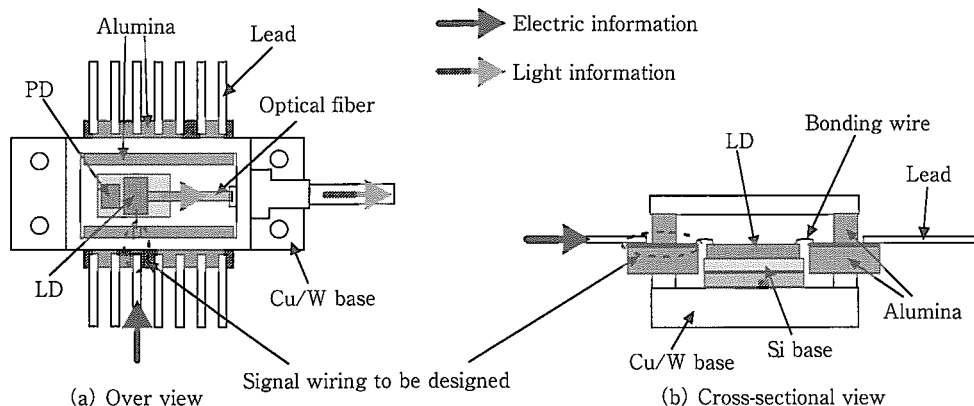 Alumina
Lead
PD
Optical fiber
LD
Cu/W base
Electric information
Light information
Bonding wire
LD
Lead
Alumina
Si base
Cu/W base
Signal wiring to be designed
(a) Over view
(b) Cross-sectional view